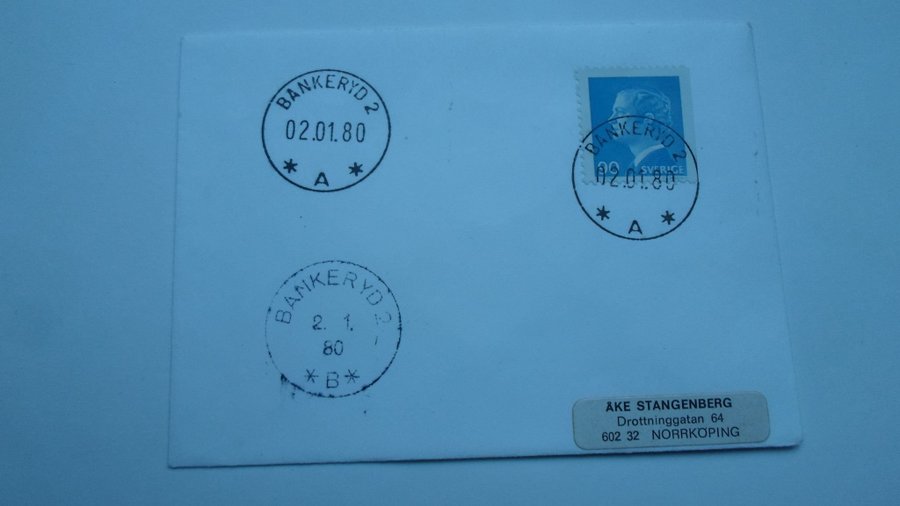 BANKERYD 2
02.01.80
* A *
90 SVERIGE
BANKERYD 2
02.01.80
* A *
BANKERYD 2
2. 1.
80
* B *
ÅKE STANGENBERG
Drottninggatan 64
602 32 NORRKÖPING